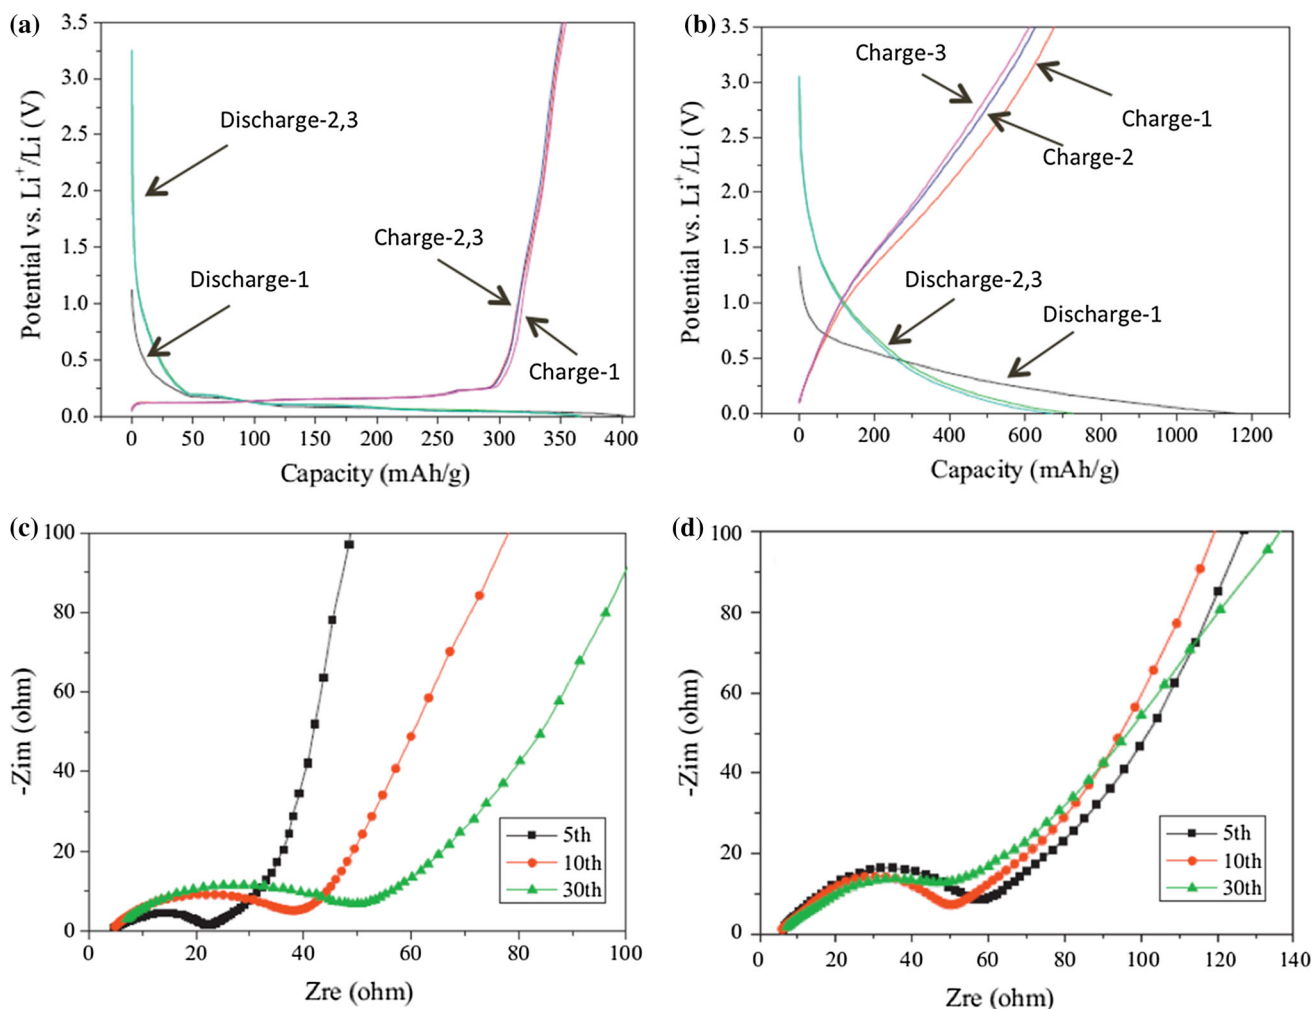 (a)
3.5
3.0
2.5
2.0
1.5
1.0
0.5
0.0
Potential vs. Li⁺/Li (V)
Discharge-2,3
Discharge-1
Charge-2,3
Charge-1
0 50 100 150 200 250 300 350 400
Capacity (mAh/g)
(b)
3.5
3.0
2.5
2.0
1.5
1.0
0.5
0.0
Potential vs. Li⁺/Li (V)
Charge-3
Charge-1
Charge-2
Discharge-2,3
Discharge-1
0 200 400 600 800 1000 1200
Capacity (mAh/g)
(c)
100
80
60
40
20
0
-Zim (ohm)
5th
10th
30th
0 20 40 60 80 100
Zre (ohm)
(d)
100
80
60
40
20
0
-Zim (ohm)
5th
10th
30th
0 20 40 60 80 100 120 140
Zre (ohm)